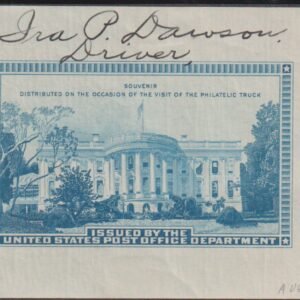 Ira P. Dawson.
Driver,
SOUVENIR
DISTRIBUTED ON THE OCCASION OF THE VISIT OF THE PHILATELIC TRUCK
ISSUED BY THE
UNITED STATES POST OFFICE DEPARTMENT